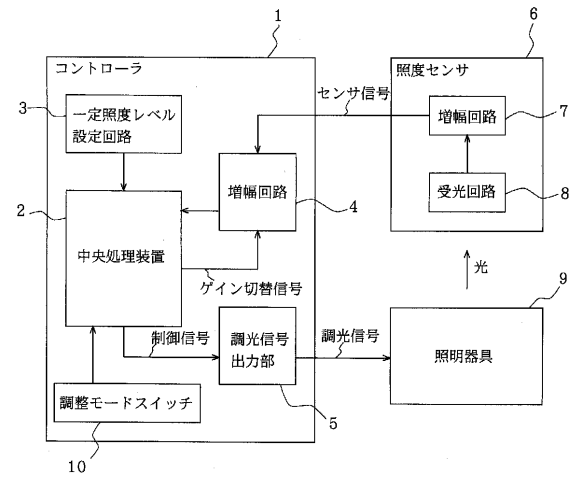 1
コントローラ
3
一定照度レベル
設定回路
2
中央処理装置
増幅回路
4
ゲイン切替信号
制御信号
調光信号
出力部
5
調整モードスイッチ
10
センサ信号
6
照度センサ
増幅回路
7
受光回路
8
光
調光信号
9
照明器具